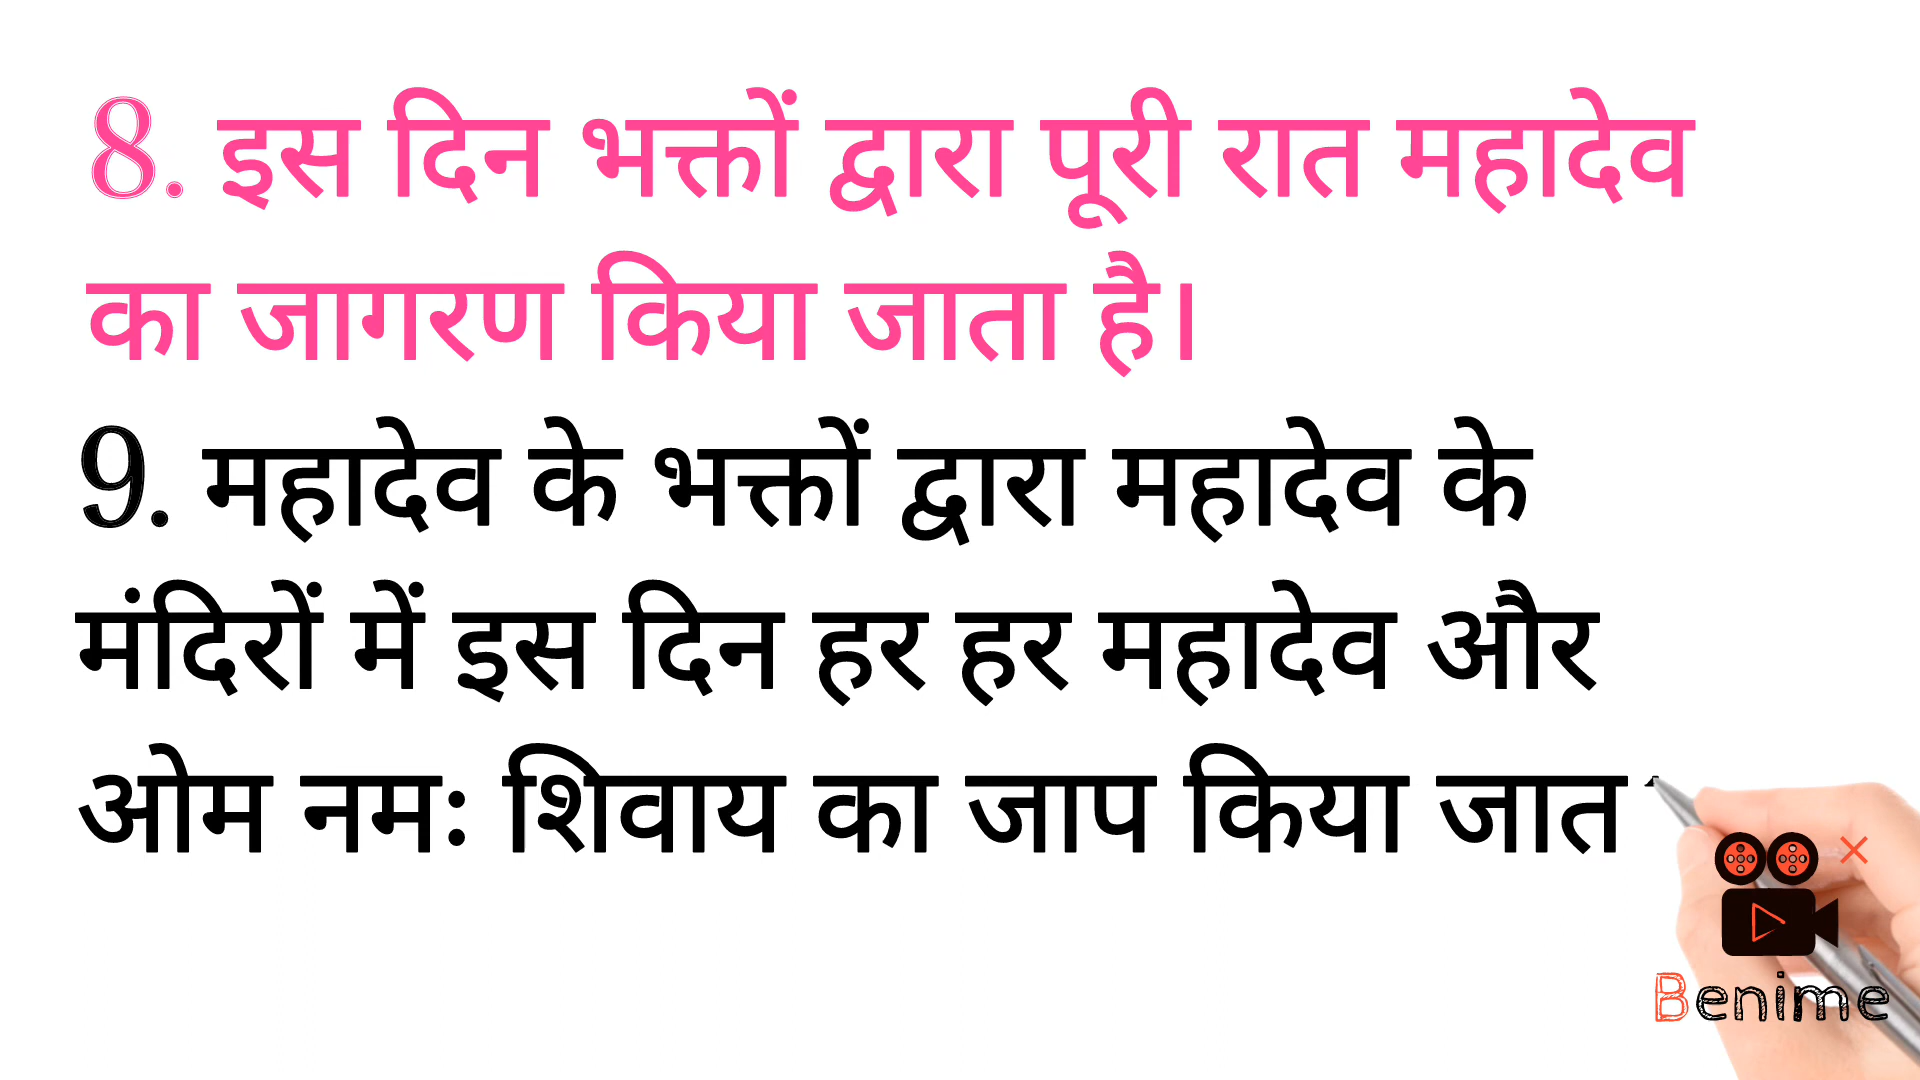 8. इस दिन भक्तों द्वारा पूरी रात महादेव
का जागरण किया जाता है।
9. महादेव के भक्तों द्वारा महादेव के
मंदिरों में इस दिन हर हर महादेव और
ओम नमः शिवाय का जाप किया जात
Benime